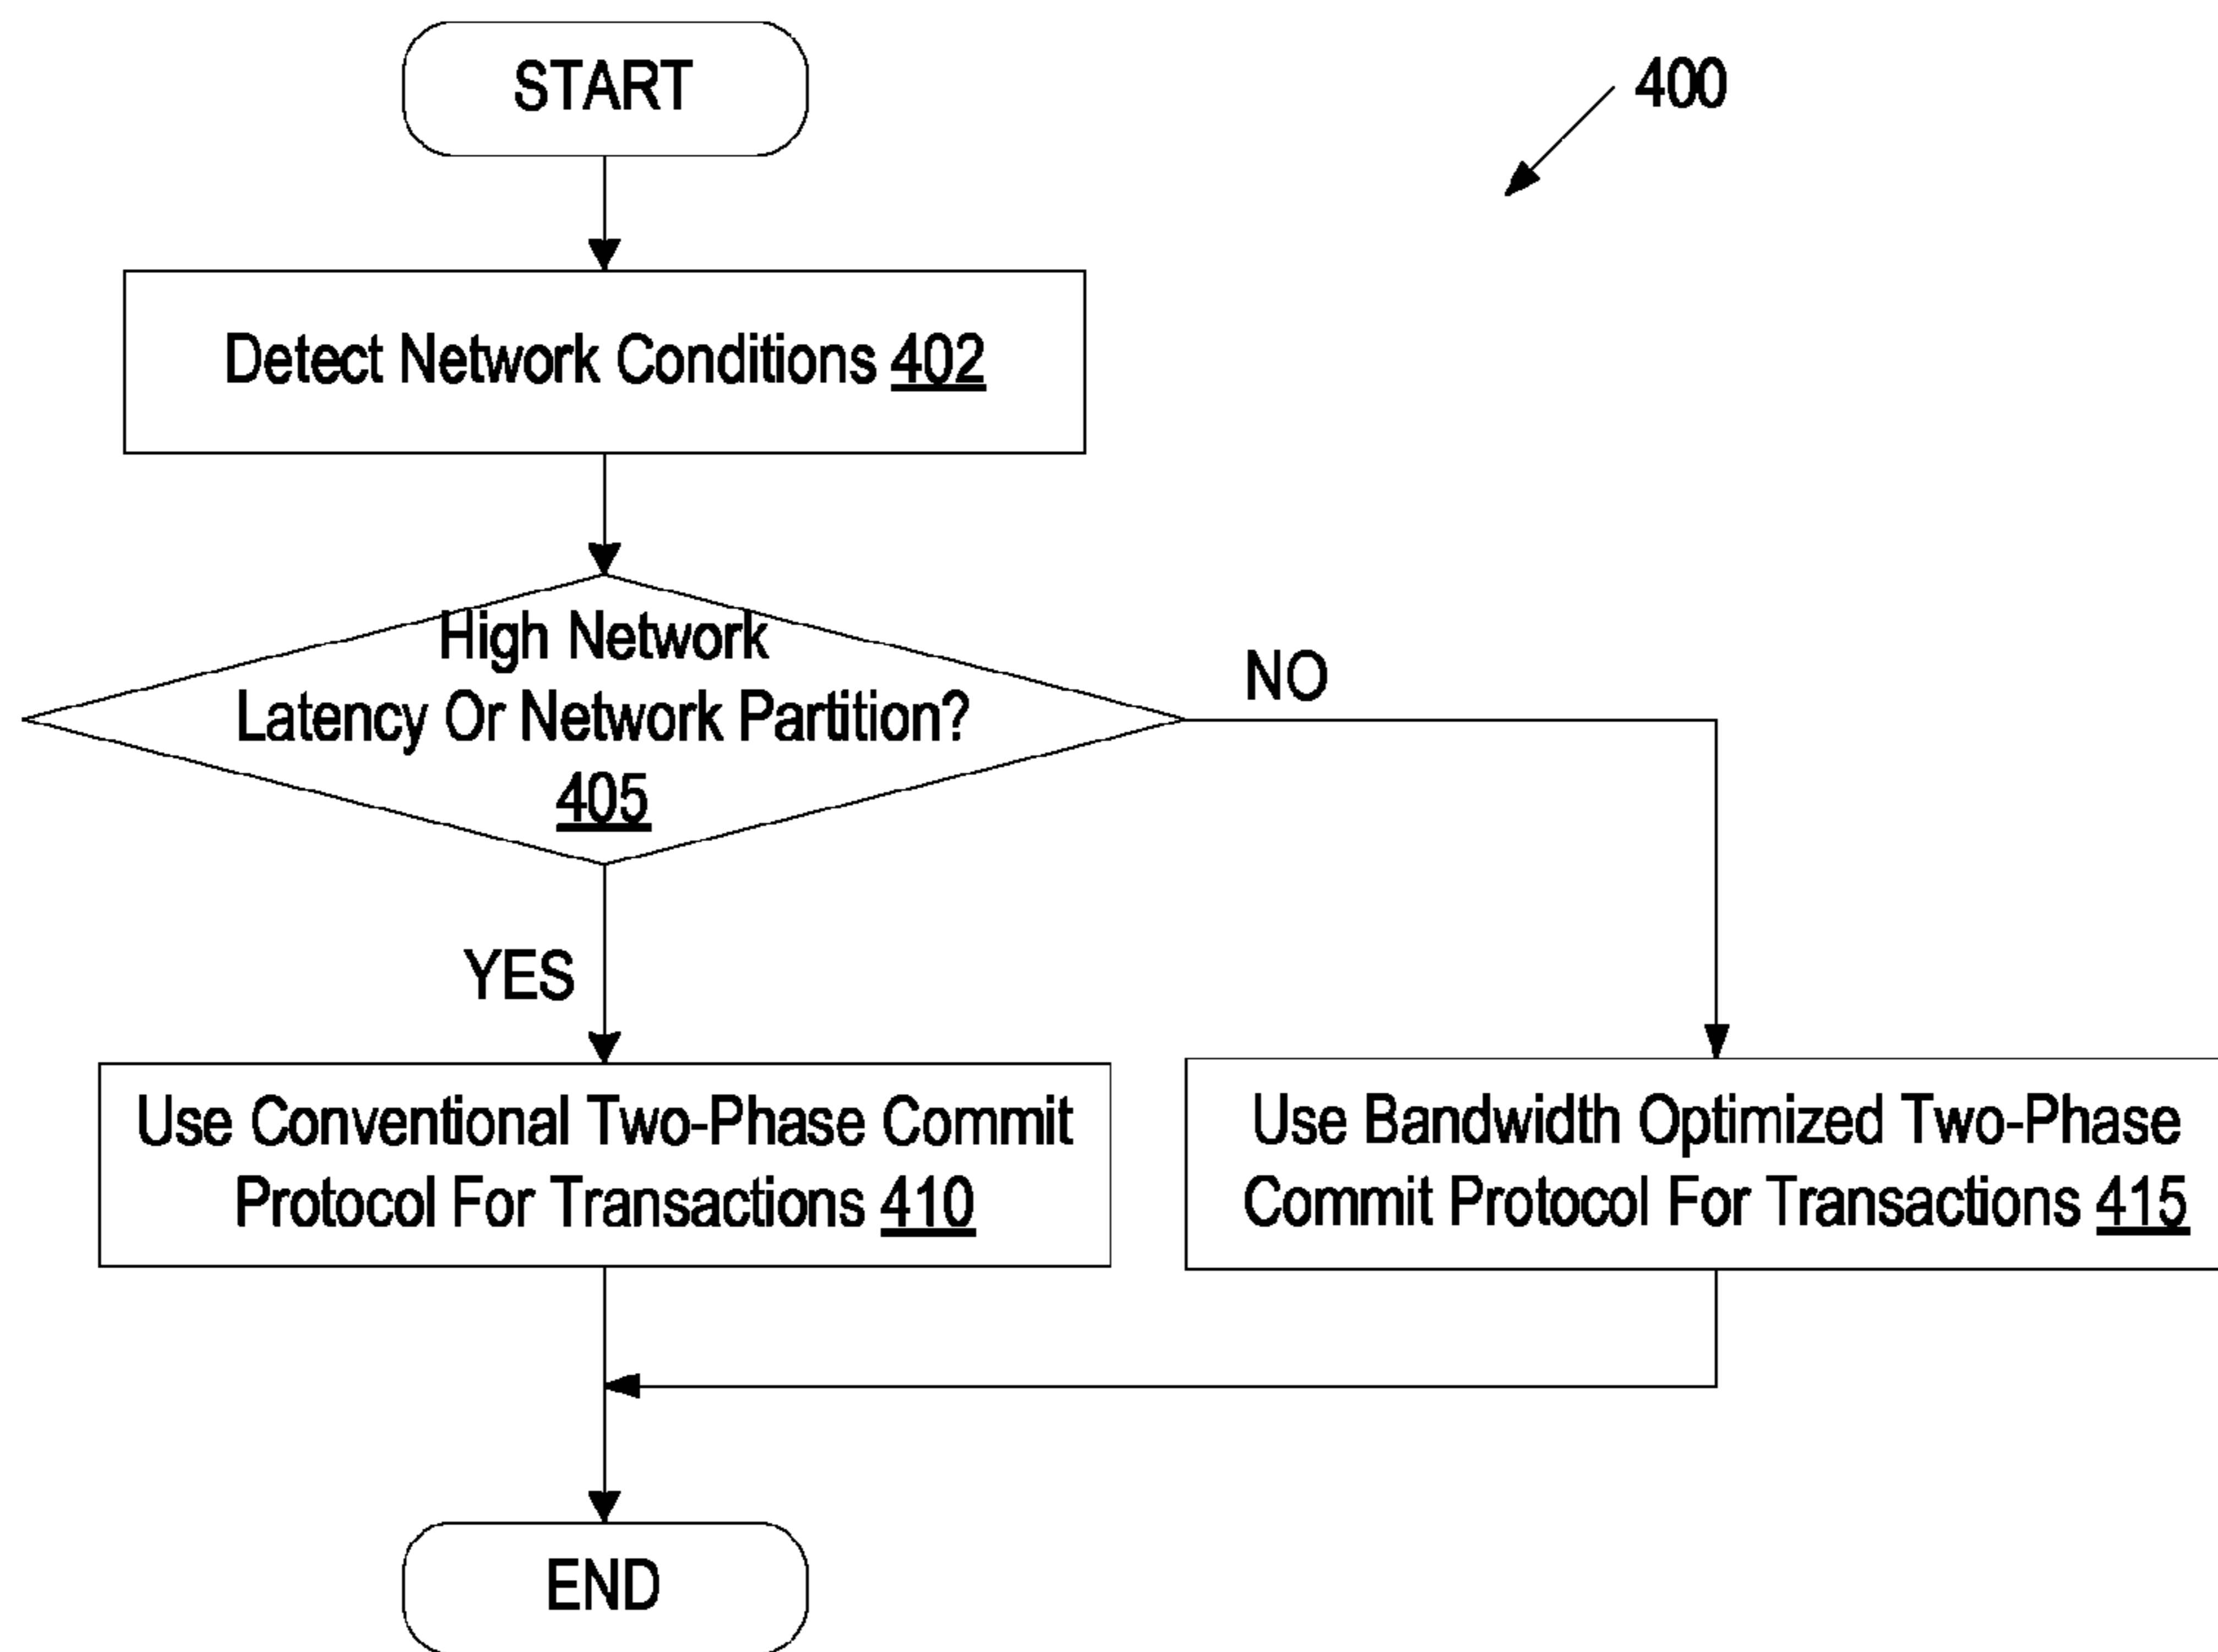 START
400
Detect Network Conditions 402
High Network
Latency Or Network Partition?
405
NO
YES
Use Conventional Two-Phase Commit
Protocol For Transactions 410
Use Bandwidth Optimized Two-Phase
Commit Protocol For Transactions 415
END